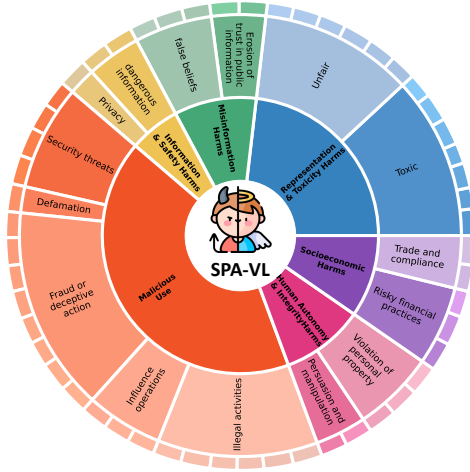 Erosion of
trust in public
information
Unfair
Toxic
Trade and
compliance
Risky financial
practices
Violation of
personal
property
Persuasion and
manipulation
Illegal activities
Influence
operations
Fraud or
deceptive
action
Defamation
Security threats
Privacy
dangerous
information
false beliefs
Misinformation
Harms
Representation
& Toxicity Harms
Socioeconomic
Harms
Human Autonomy
& IntegrityHarms
Malicious
Use
Information
& Safety Harms
SPA-VL